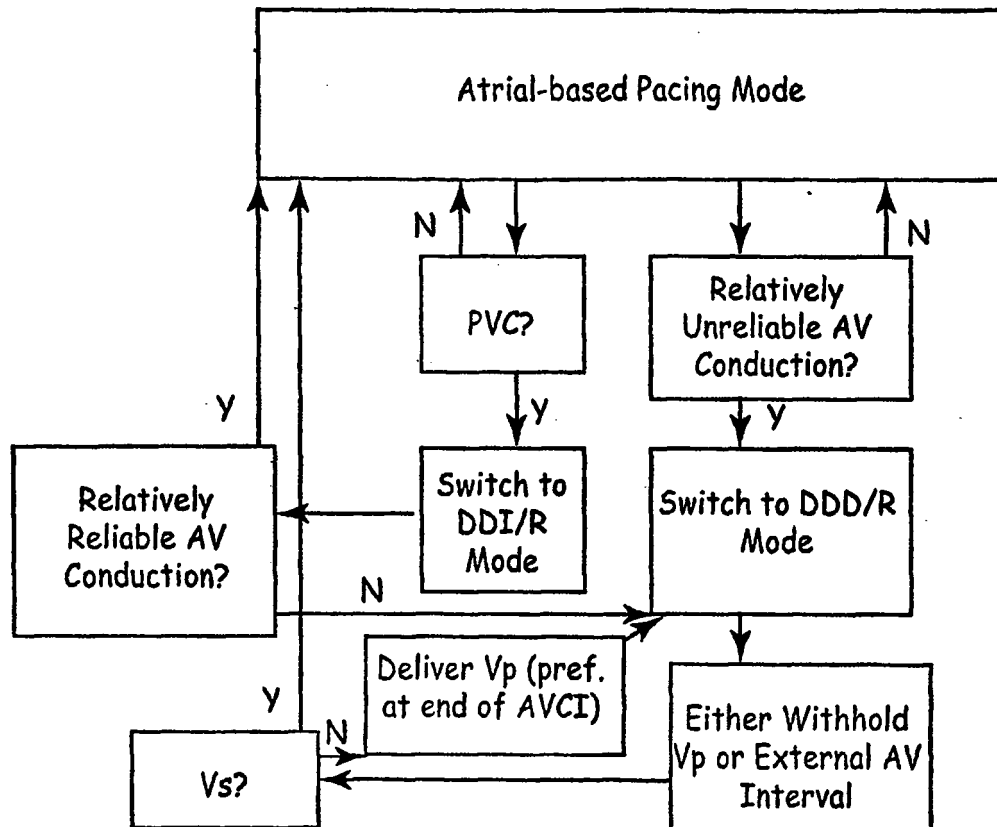 Atrial-based Pacing Mode
N
N
PVC?
Relatively
Unreliable AV
Conduction?
Y
Y
Y
Relatively
Reliable AV
Conduction?
Switch to
DDI/R
Mode
Switch to DDD/R
Mode
N
Deliver Vp (pref.
at end of AVCI)
Y
N
Vs?
Either Withhold
Vp or External AV
Interval